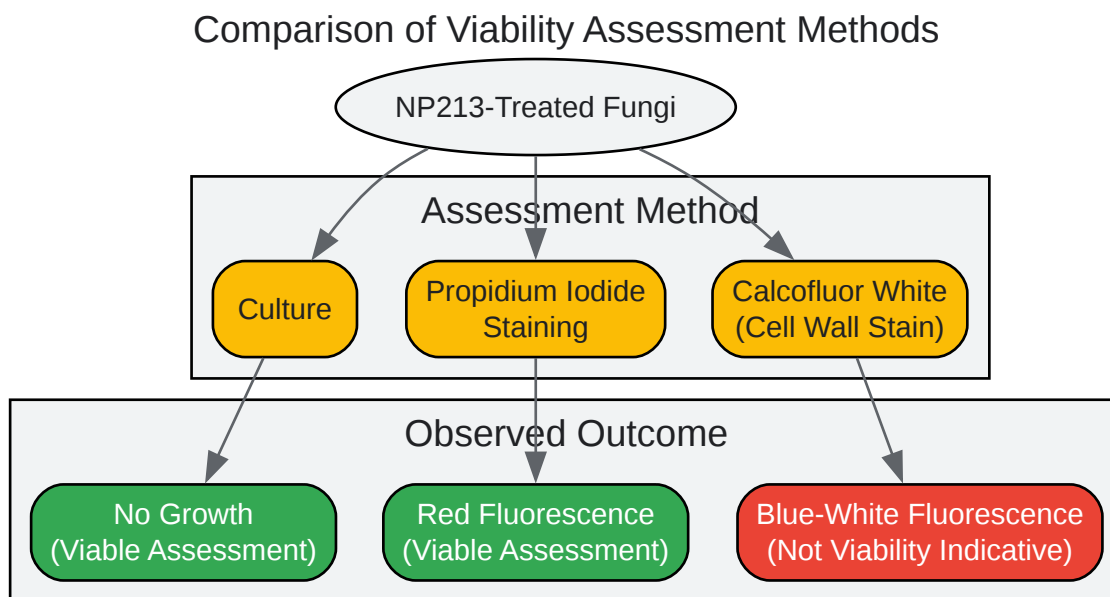 Comparison of Viability Assessment Methods
NP213-Treated Fungi
Assessment Method
Culture
Propidium Iodide
Staining
Calcofluor White
(Cell Wall Stain)
Observed Outcome
No Growth
(Viable Assessment)
Red Fluorescence
(Viable Assessment)
Blue-White Fluorescence
(Not Viability Indicative)